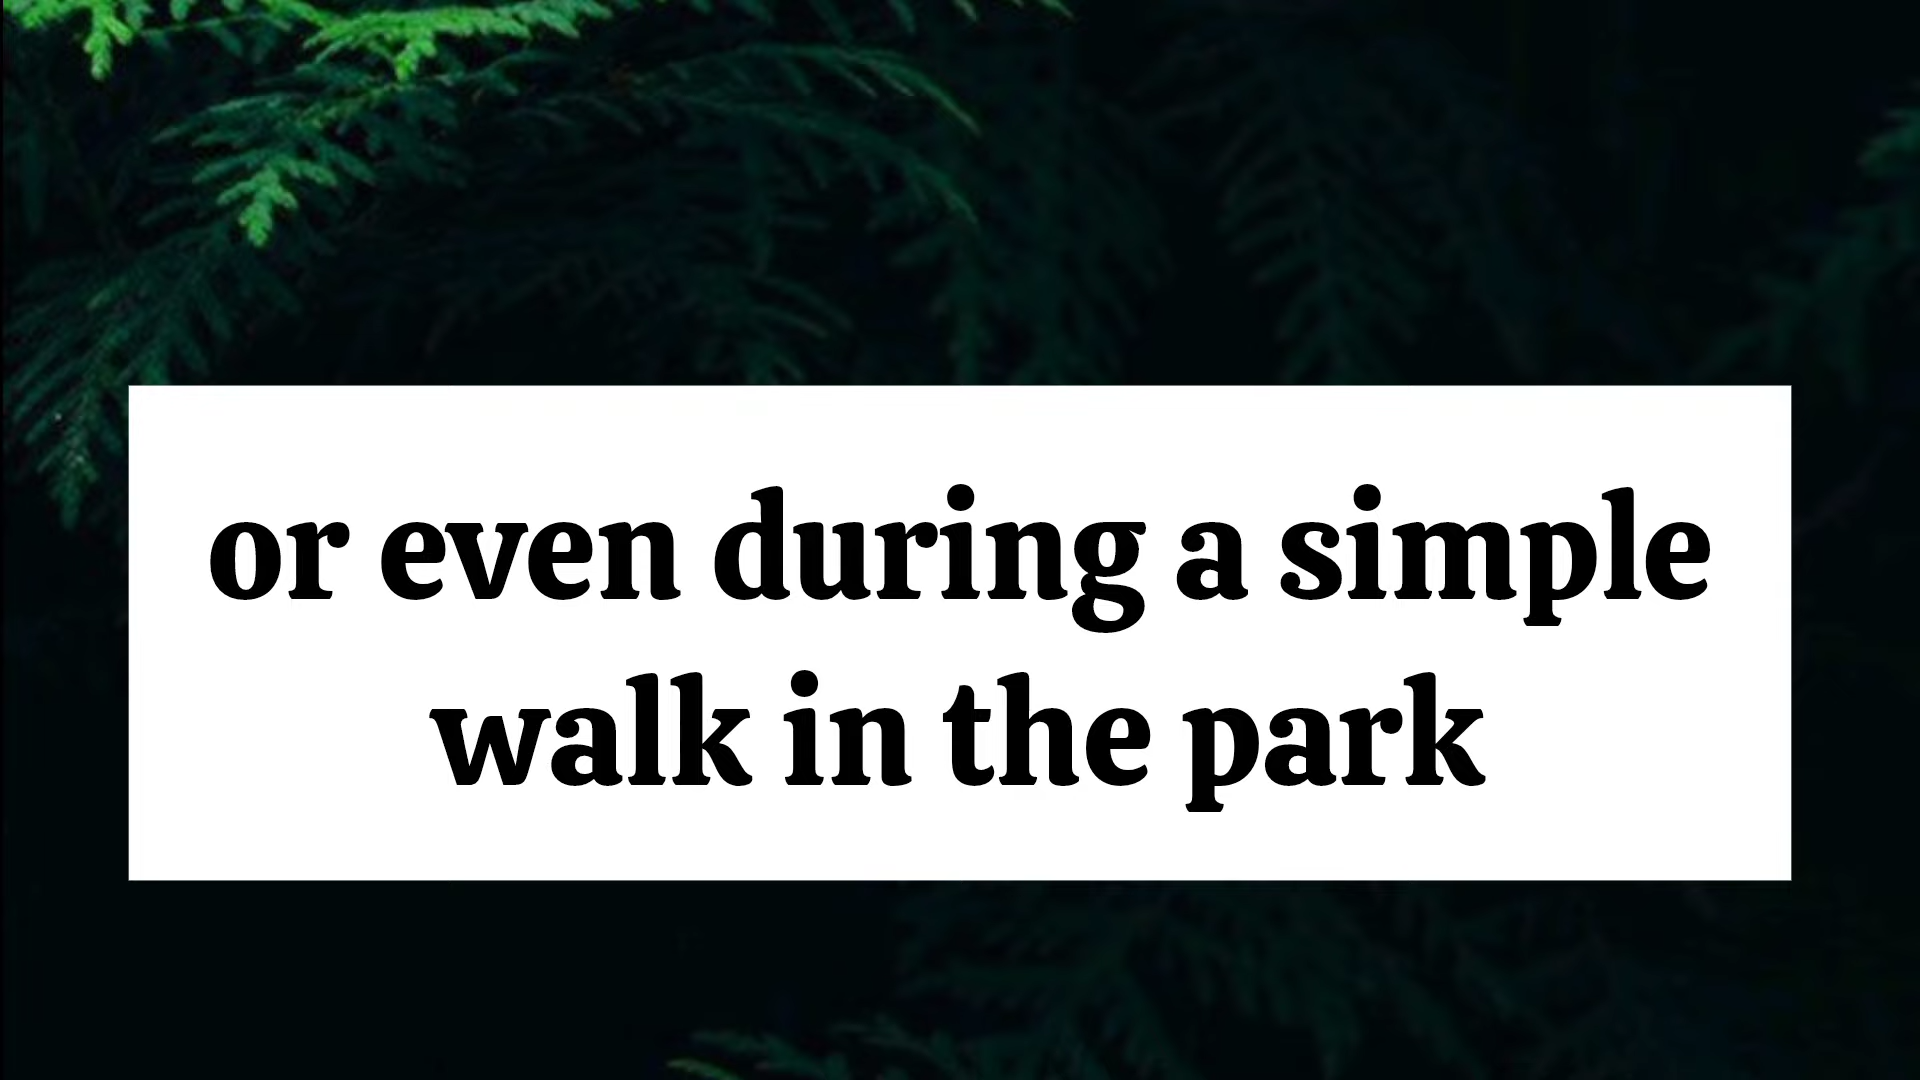 or even during a simple
walk in the park